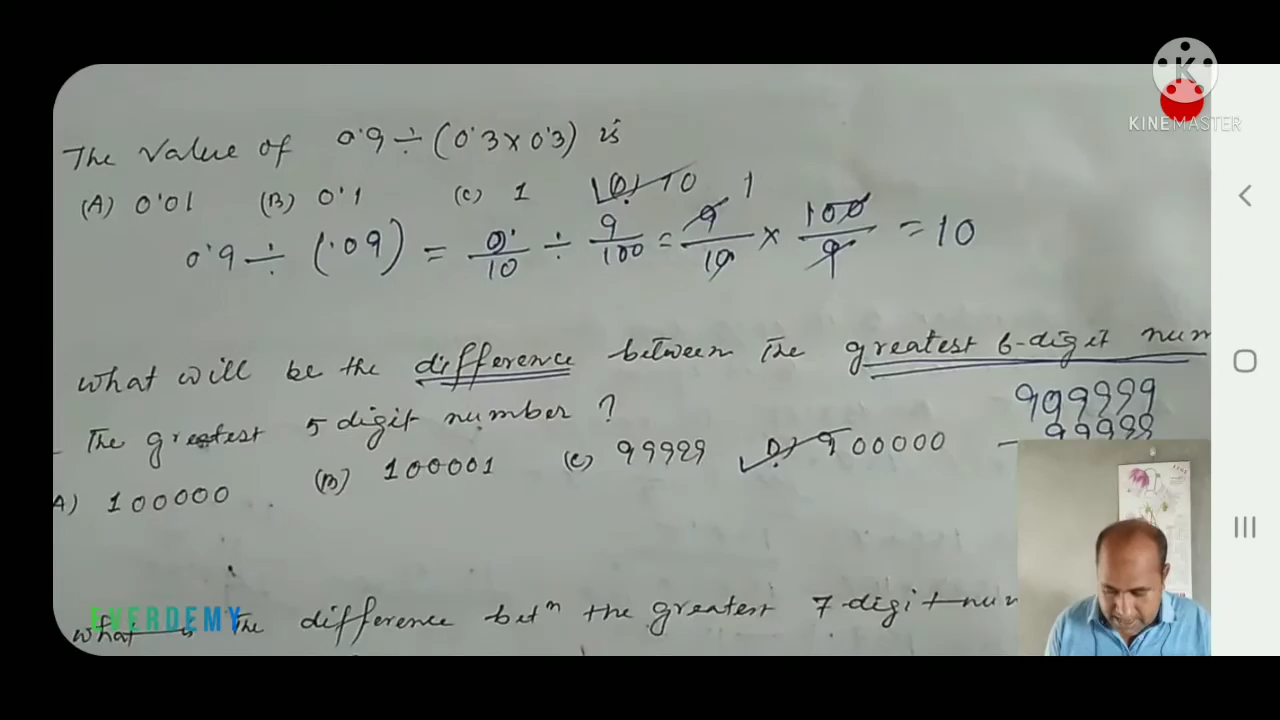 KINEMASTER
The value of 0.9 ÷ (0.3 × 0.3) is
(A) 0.01 (B) 0.1 (C) 1 (D) 10
0.9 ÷ (.09) = 0./10 ÷ 9/100 = 9/10 × 100/9 = 10
1
What will be the difference between the greatest 6-digit num
The greatest 5 digit number ?
999999
99999
A) 100000 (B) 100001 (C) 99999 D) 900000
What is the difference betⁿ the greatest 7-digit num
EVERDEMY